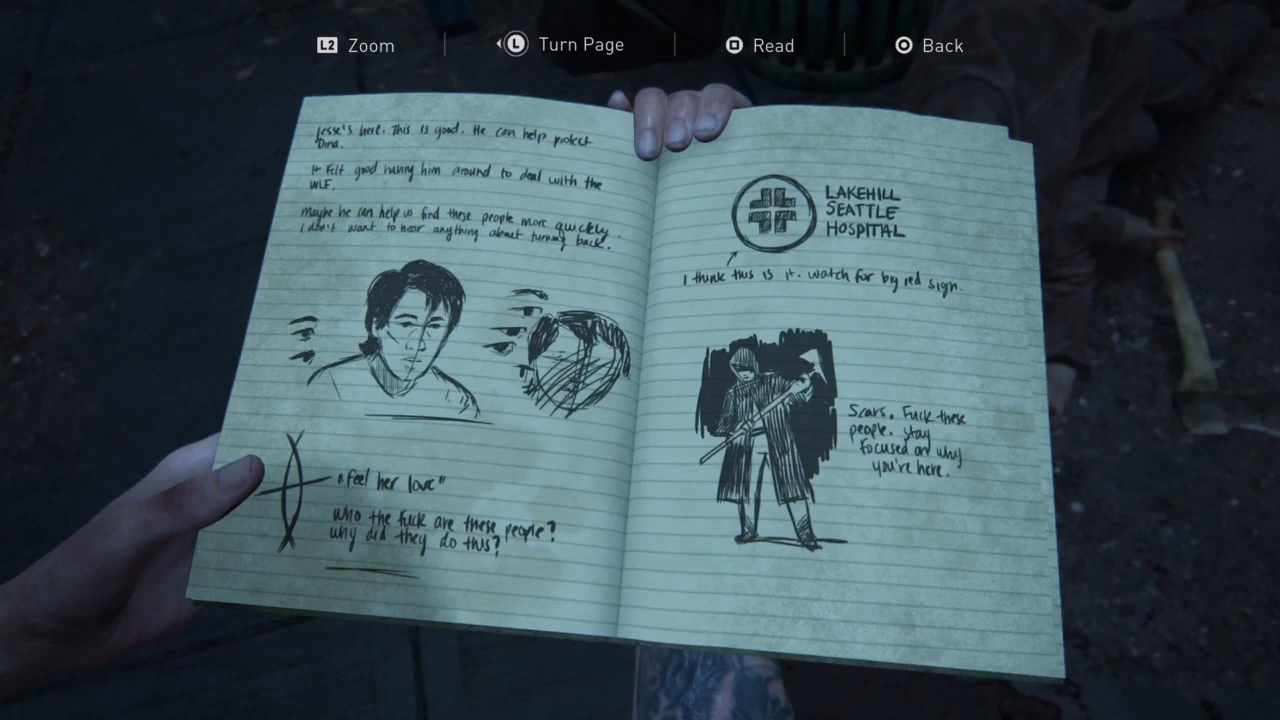 L2 Zoom
L Turn Page
Read
Back
Jesse's here. This is good. He can help protect
Dina.
It felt good having him around to deal with the
WLF.
Maybe he can help us find these people more quickly.
I don't want to hear anything about turning back.
"Feel her love"
Who the fuck are these people?
Why did they do this?
LAKEHILL
SEATTLE
HOSPITAL
I think this is it. Watch for big red sign.
Scars. Fuck these
people. Stay
focused on why
you're here.